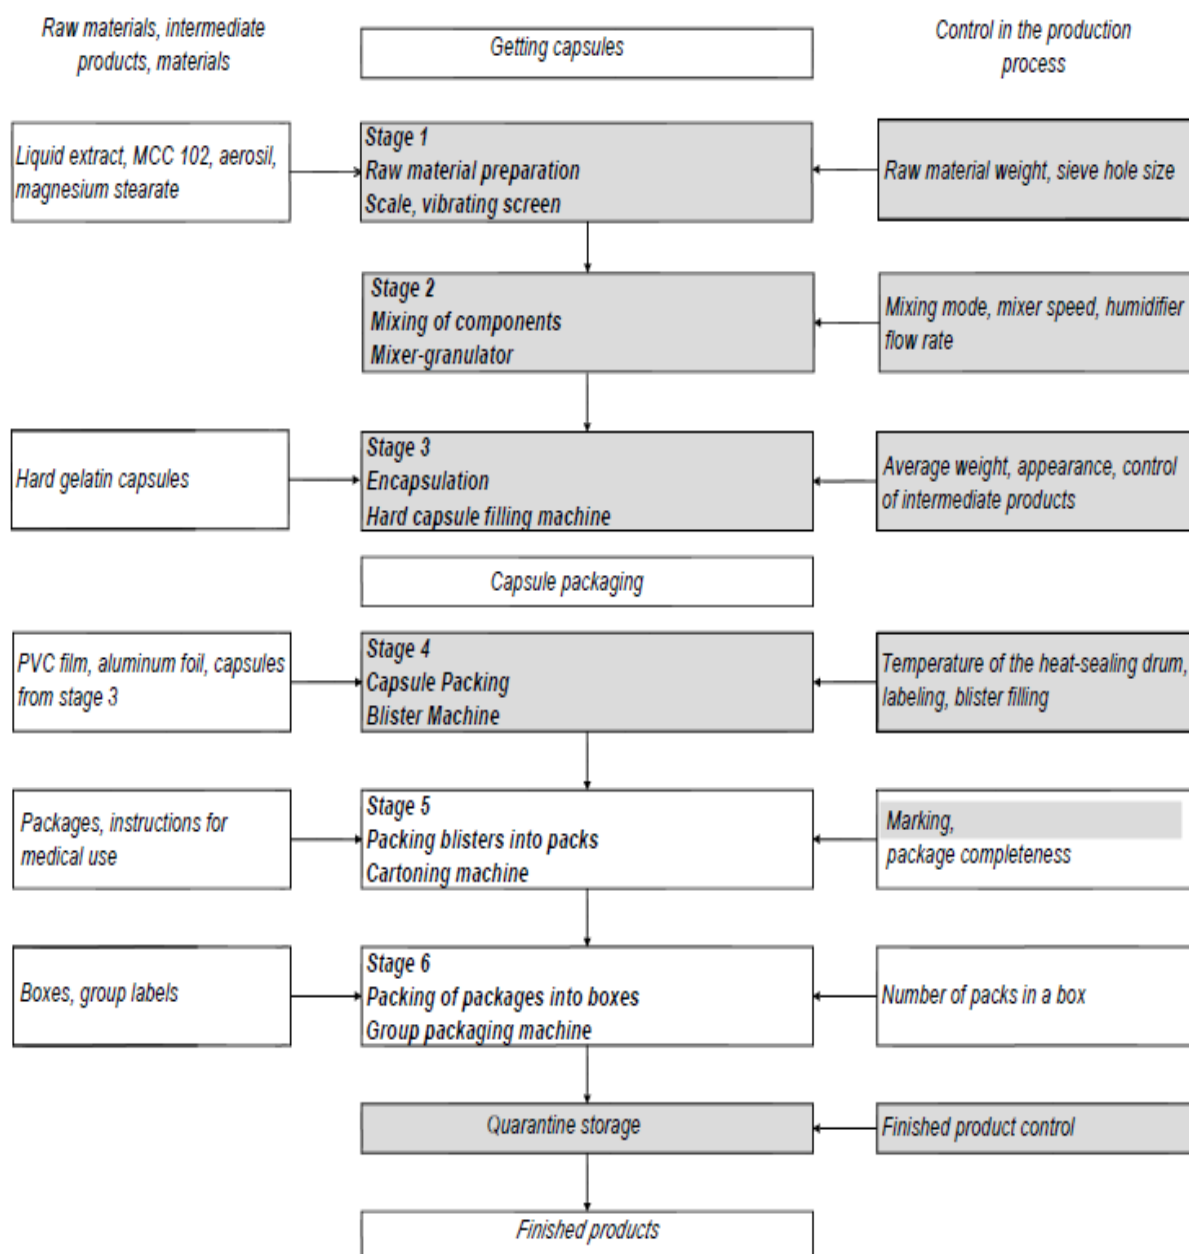 Raw materials, intermediate
products, materials
Getting capsules
Control in the production
process
Liquid extract, MCC 102, aerosil,
magnesium stearate
Stage 1
Raw material preparation
Scale, vibrating screen
Raw material weight, sieve hole size
Stage 2
Mixing of components
Mixer-granulator
Mixing mode, mixer speed, humidifier
flow rate
Hard gelatin capsules
Stage 3
Encapsulation
Hard capsule filling machine
Average weight, appearance, control
of intermediate products
Capsule packaging
PVC film, aluminum foil, capsules
from stage 3
Stage 4
Capsule Packing
Blister Machine
Temperature of the heat-sealing drum,
labeling, blister filling
Packages, instructions for
medical use
Stage 5
Packing blisters into packs
Cartoning machine
Marking,
package completeness
Boxes, group labels
Stage 6
Packing of packages into boxes
Group packaging machine
Number of packs in a box
Quarantine storage
Finished product control
Finished products